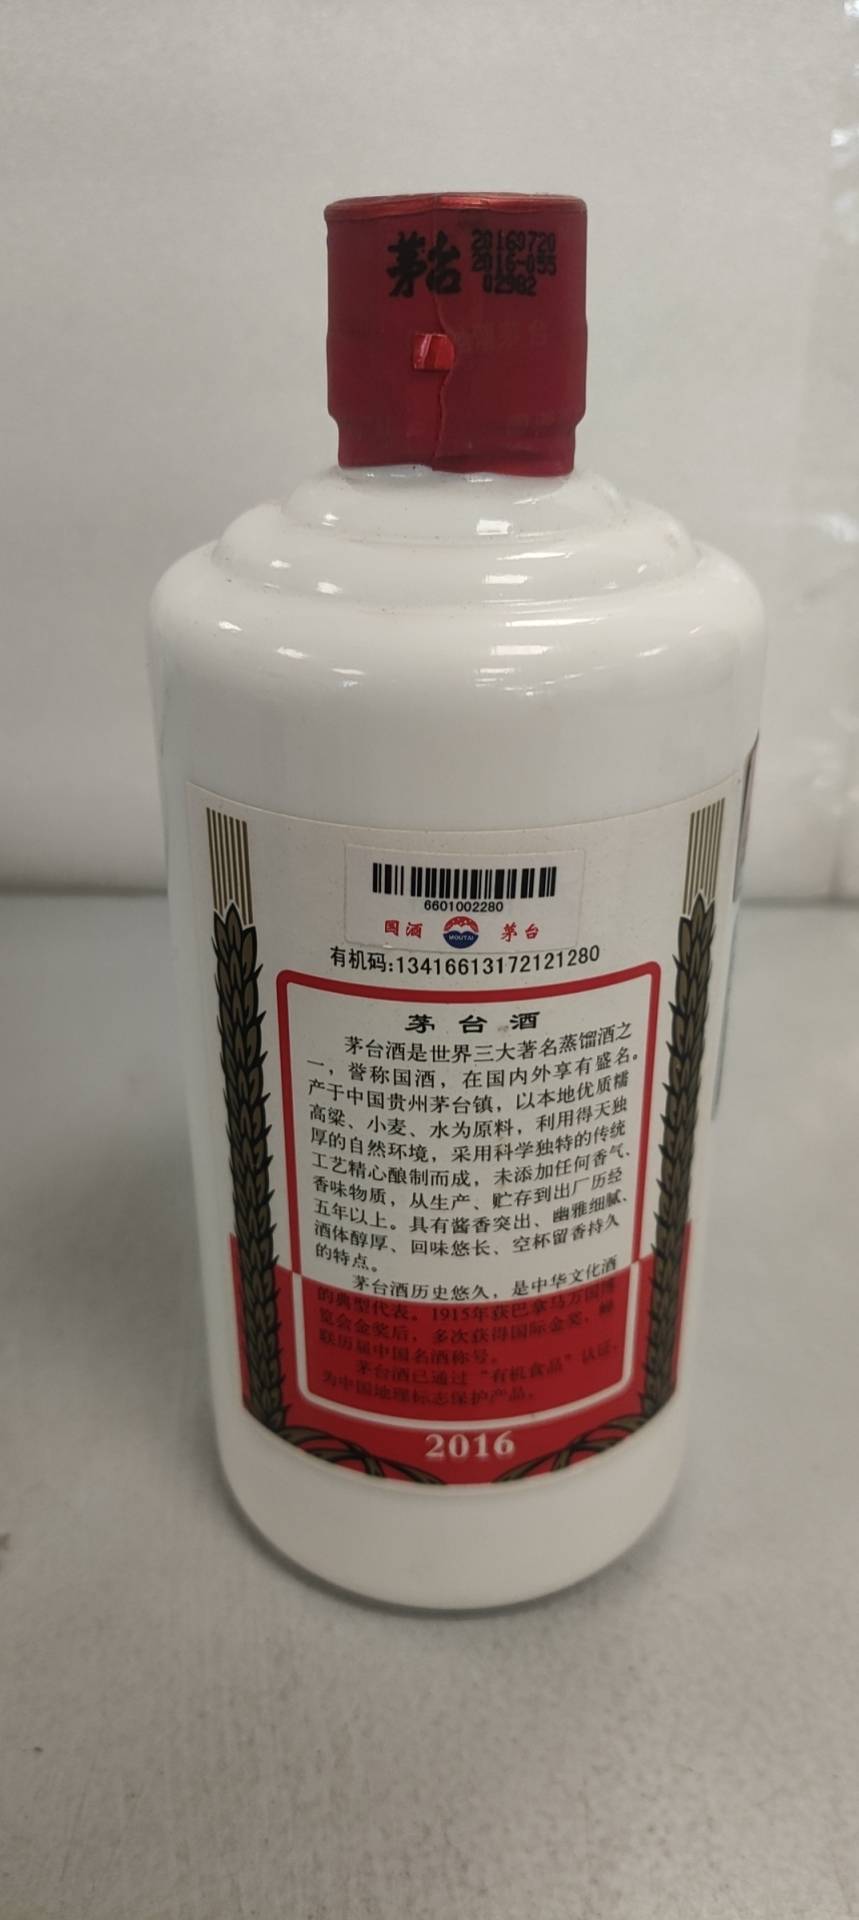 茅台 20160720
2016-055
02902
6601002280
国酒 MOUTAI 茅台
有机码:13416613172121280
茅台酒
茅台酒是世界三大著名蒸馏酒之
一，誉称国酒，在国内外享有盛名。
产于中国贵州茅台镇，以本地优质糯
高粱、小麦、水为原料，利用得天独
厚的自然环境，采用科学独特的传统
工艺精心酿制而成，未添加任何香气、
香味物质，从生产、贮存到出厂历经
五年以上。具有酱香突出、幽雅细腻、
酒体醇厚、回味悠长、空杯留香持久
的特点。
茅台酒历史悠久，是中华文化酒
的典型代表。1915年获巴拿马万国博
览会金奖后，多次获得国际金奖，蝉
联历届中国名酒称号。
茅台酒已通过“有机食品”认证，
为中国地理标志保护产品。
2016